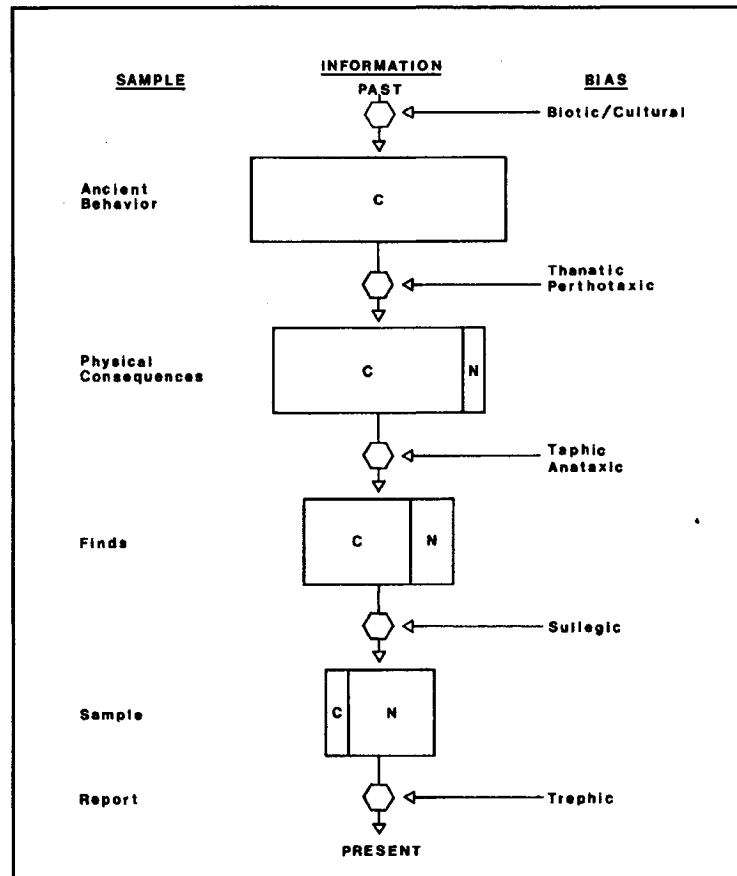 SAMPLE INFORMATION BIAS
PAST
Biotic/Cultural
Ancient
Behavior
C
Thanatic
Perthotaxic
Physical
Consequences
C N
Taphic
Anataxic
Finds
C N
Sullegic
Sample
C N
Report
Trephic
PRESENT